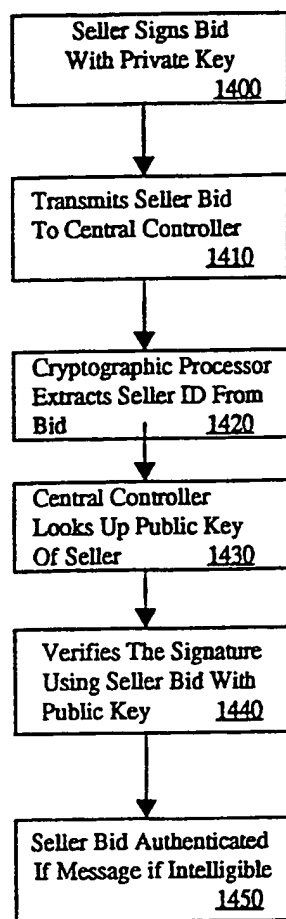 Seller Signs Bid
With Private Key
1400
Transmits Seller Bid
To Central Controller
1410
Cryptographic Processor
Extracts Seller ID From
Bid 1420
Central Controller
Looks Up Public Key
Of Seller 1430
Verifies The Signature
Using Seller Bid With
Public Key 1440
Seller Bid Authenticated
If Message if Intelligible
1450